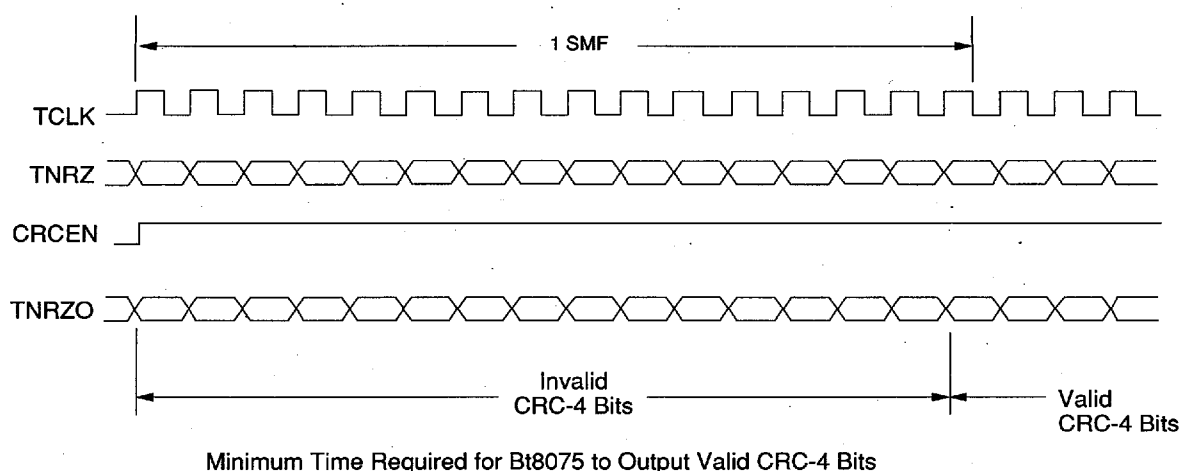 1 SMF
TCLK
TNRZ
CRCEN
TNRZO
Invalid
CRC-4 Bits
Valid
CRC-4 Bits
Minimum Time Required for Bt8075 to Output Valid CRC-4 Bits